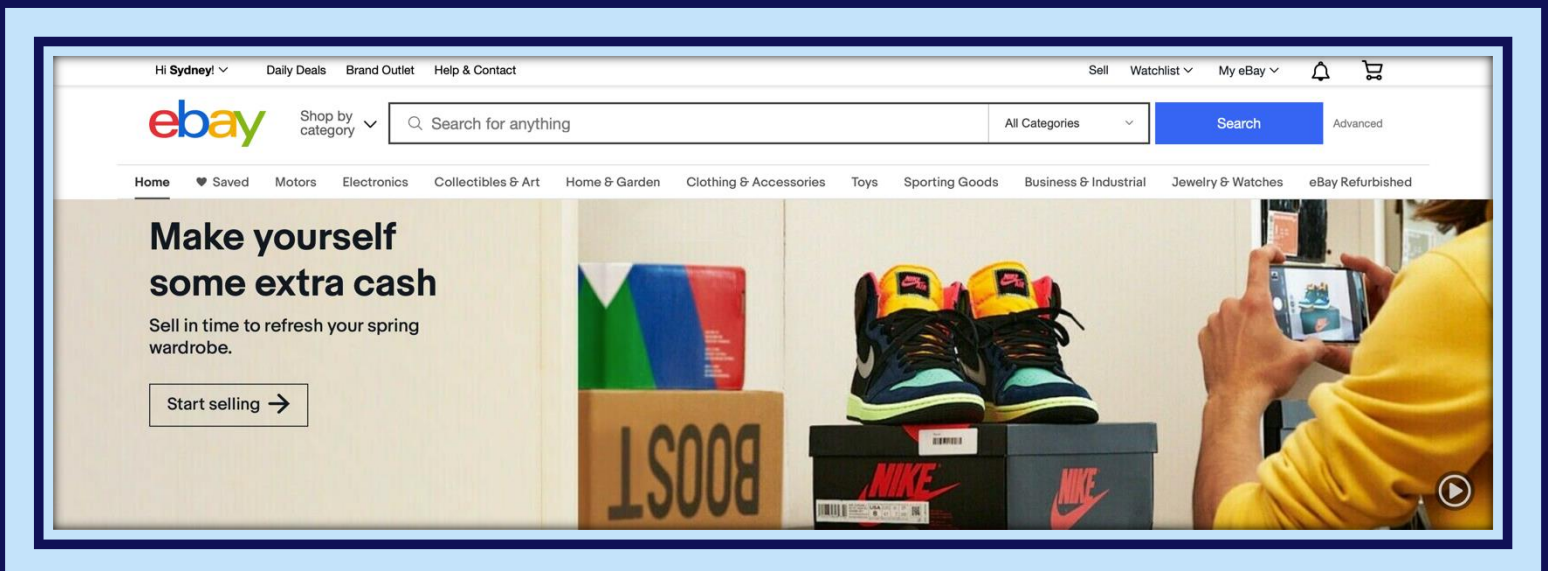 Hi Sydney!
Daily Deals
Brand Outlet
Help & Contact
Sell
Watchlist
My eBay
ebay
Shop by
category
Search for anything
All Categories
Search
Advanced
Home
Saved
Motors
Electronics
Collectibles & Art
Home & Garden
Clothing & Accessories
Toys
Sporting Goods
Business & Industrial
Jewelry & Watches
eBay Refurbished
Make yourself
some extra cash
Sell in time to refresh your spring
wardrobe.
Start selling
BOOST
NIKE
NIKE
NIKE
NIKE
USA